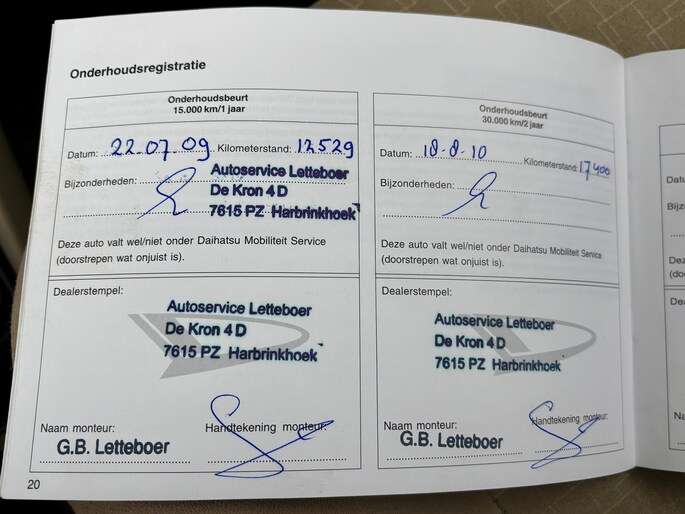 Onderhoudsregistratie
Onderhoudsbeurt
15.000 km/1 jaar
Datum: 22.07.09 Kilometerstand: 12529
Bijzonderheden:
Autoservice Letteboer
De Kron 4 D
7615 PZ Harbrinkhoek
Deze auto valt wel/niet onder Daihatsu Mobiliteit Service
(doorstrepen wat onjuist is).
Dealerstempel:
Autoservice Letteboer
De Kron 4 D
7615 PZ Harbrinkhoek
Naam monteur: Handtekening monteur:
G.B. Letteboer
Onderhoudsbeurt
30.000 km/2 jaar
Datum: 18-8-10 Kilometerstand: 17400
Bijzonderheden:
Deze auto valt wel/niet onder Daihatsu Mobiliteit Service
(doorstrepen wat onjuist is).
Dealerstempel:
Autoservice Letteboer
De Kron 4 D
7615 PZ Harbrinkhoek
Naam monteur: Handtekening monteur:
G.B. Letteboer
20